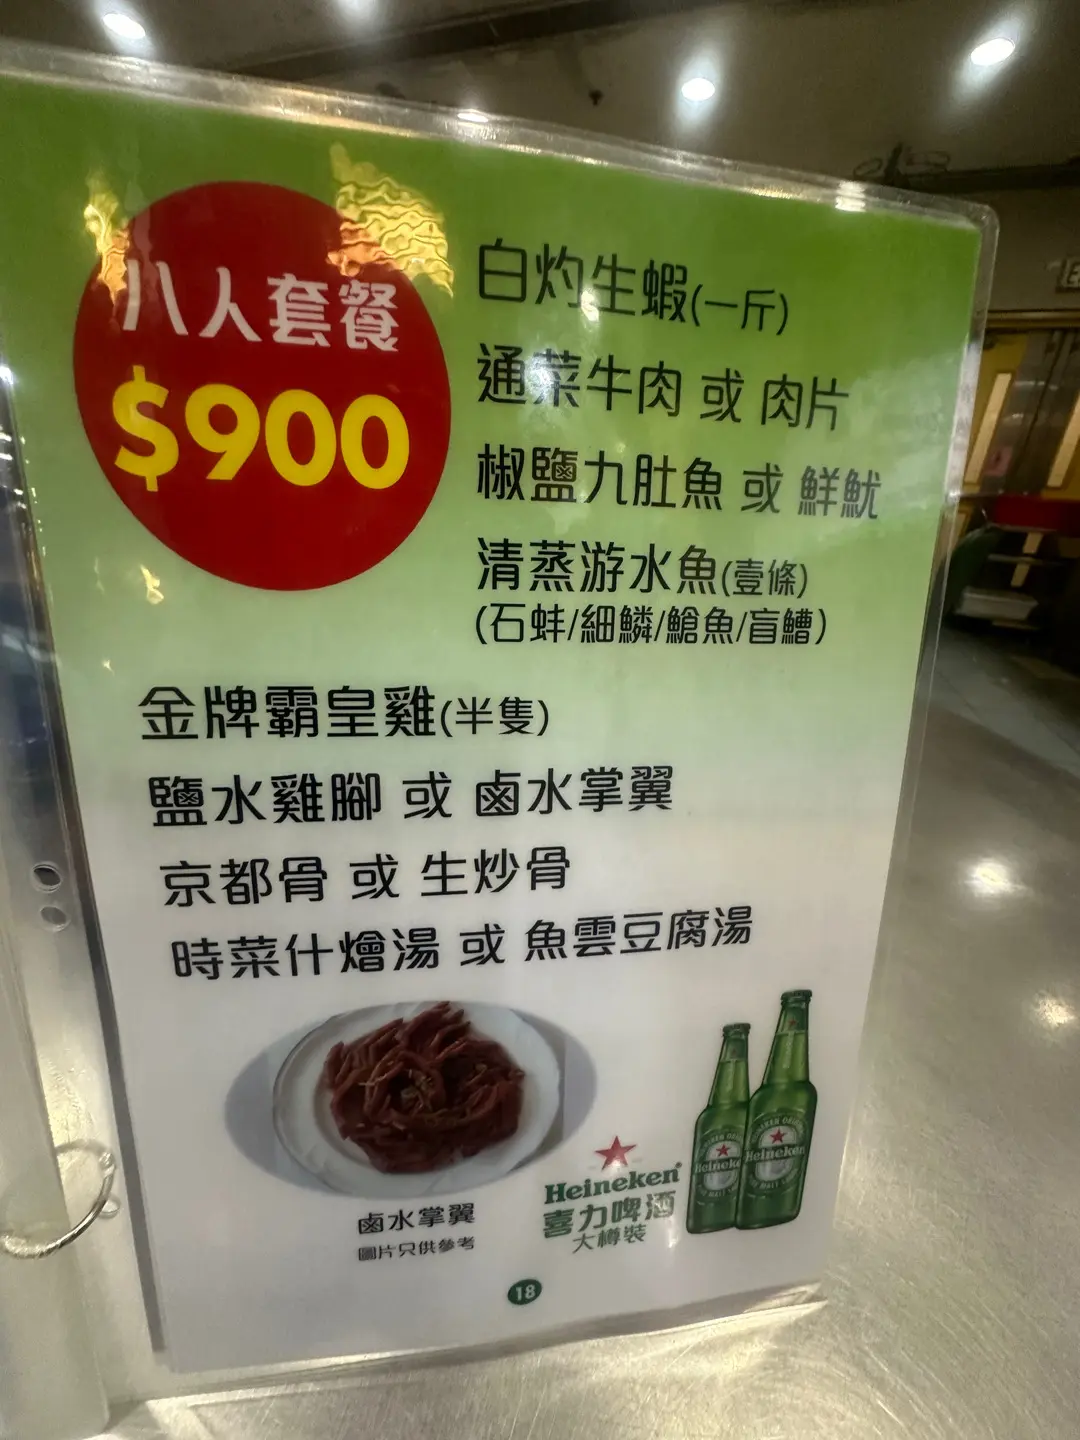 八人套餐
$900
白灼生蝦(一斤)
通菜牛肉 或 肉片
椒鹽九肚魚 或 鮮魷
清蒸游水魚(壹條)
(石蚌/細鱗/鯧魚/盲鰽)
金牌霸皇雞(半隻)
鹽水雞腳 或 鹵水掌翼
京都骨 或 生炒骨
時菜什燴湯 或 魚雲豆腐湯
鹵水掌翼
圖片只供參考
Heineken
喜力啤酒
大樽裝
Heineken
Heineken
18